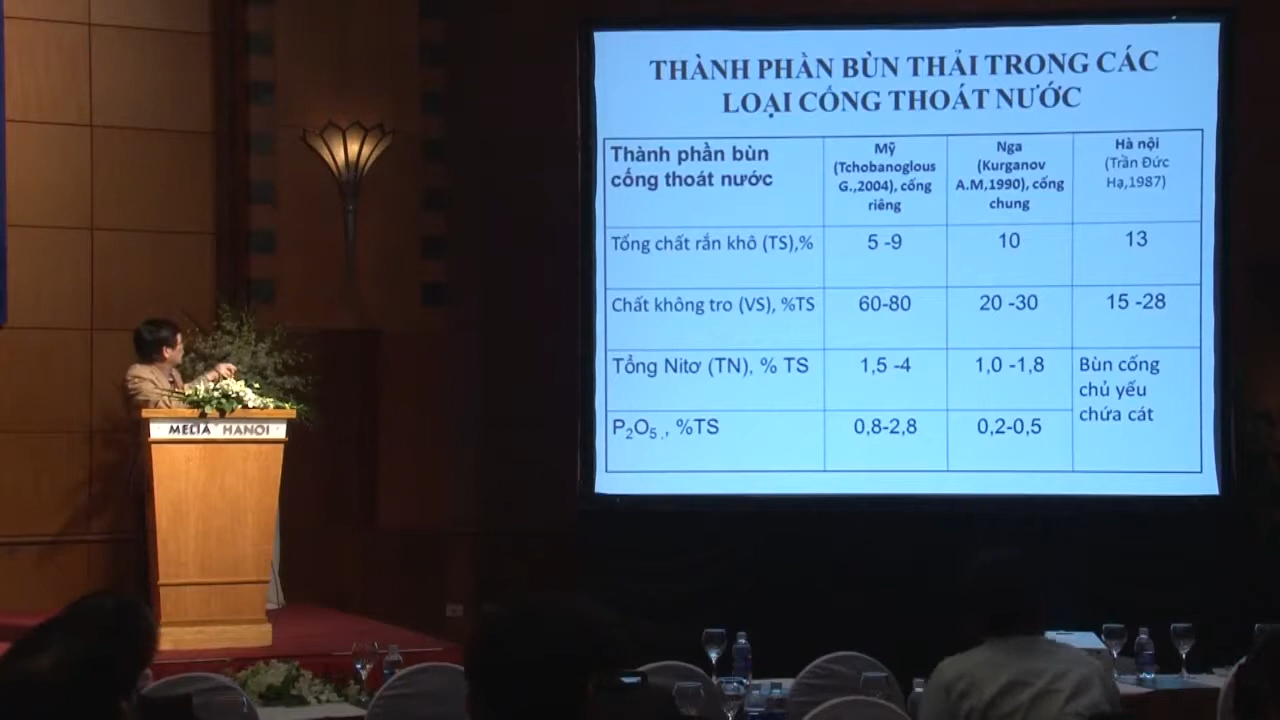 THÀNH PHẦN BÙN THẢI TRONG CÁC
LOẠI CỐNG THOÁT NƯỚC
Thành phần bùn
cống thoát nước
Mỹ
(Tchobanoglous
G.,2004), cống
riêng
Nga
(Kurganov
A.M,1990), cống
chung
Hà nội
(Trần Đức
Hạ,1987)
Tổng chất rắn khô (TS),%
5 -9
10
13
Chất không tro (VS), %TS
60-80
20 -30
15 -28
Tổng Nitơ (TN), % TS
1,5 -4
1,0 -1,8
Bùn cống
chủ yếu
chứa cát
P₂O₅ ., %TS
0,8-2,8
0,2-0,5
MELIÃ HANOI